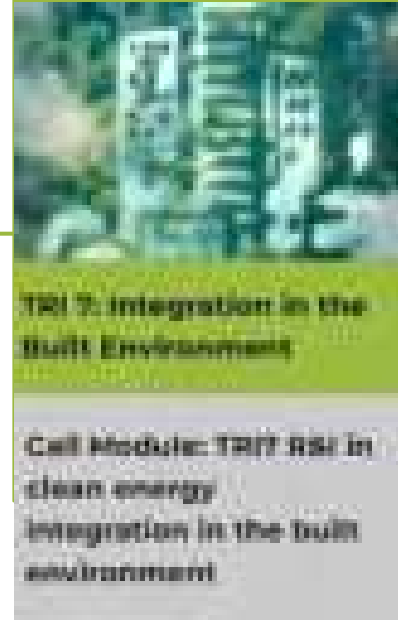 TRI 7: Integration in the
Built Environment
Call Module: TRI7 R&I in
clean energy
integration in the built
environment